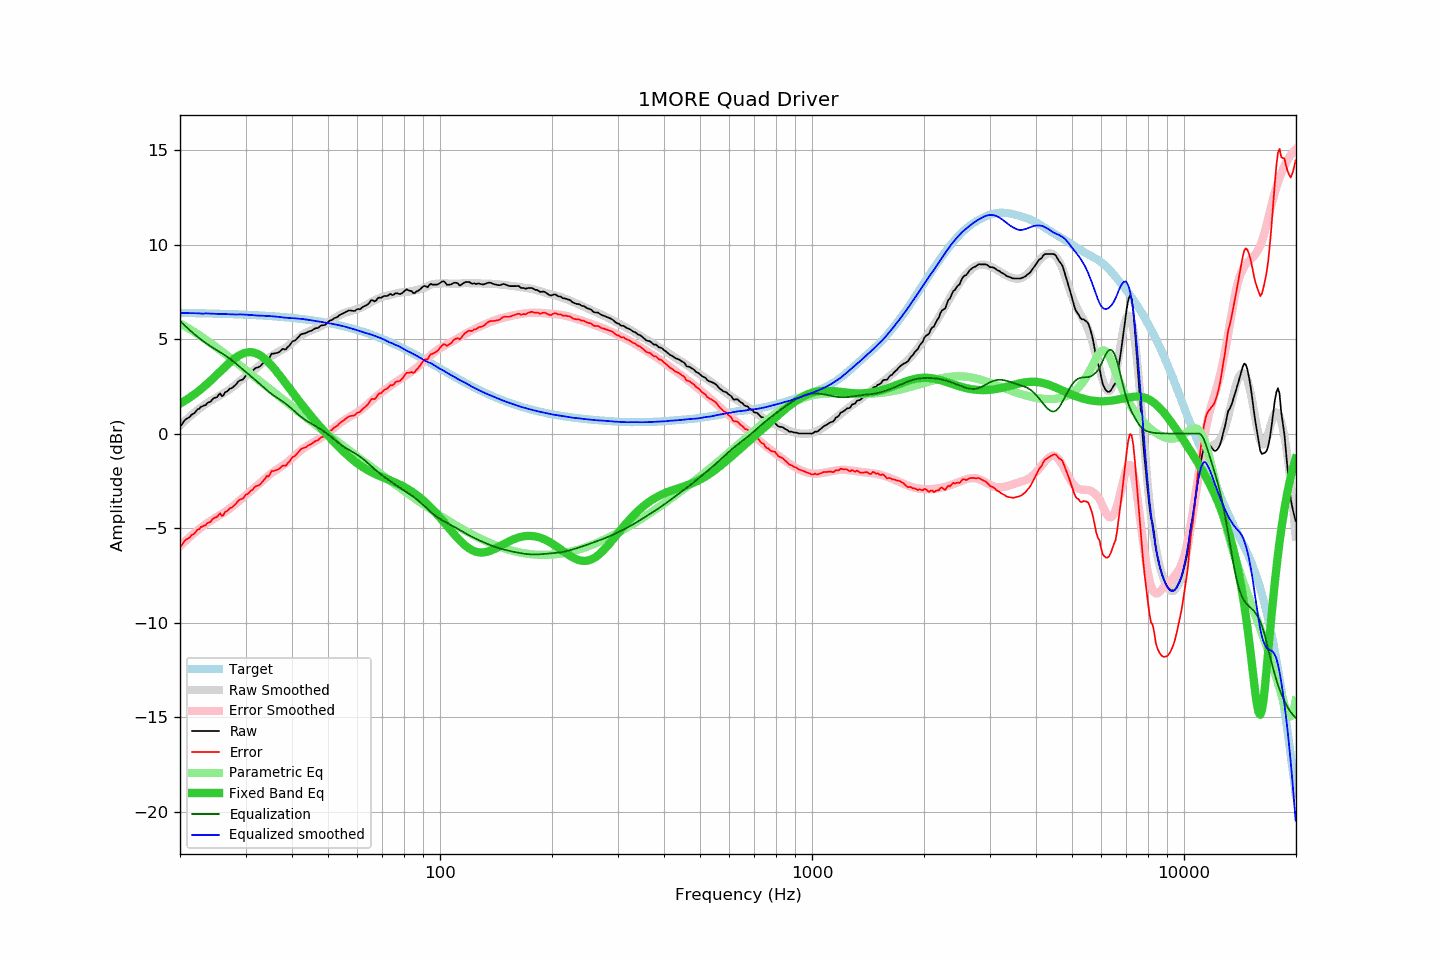 1MORE Quad Driver
Amplitude (dBr)
15
10
5
0
−5
−10
−15
−20
Target
Raw Smoothed
Error Smoothed
Raw
Error
Parametric Eq
Fixed Band Eq
Equalization
Equalized smoothed
100 1000 10000
Frequency (Hz)